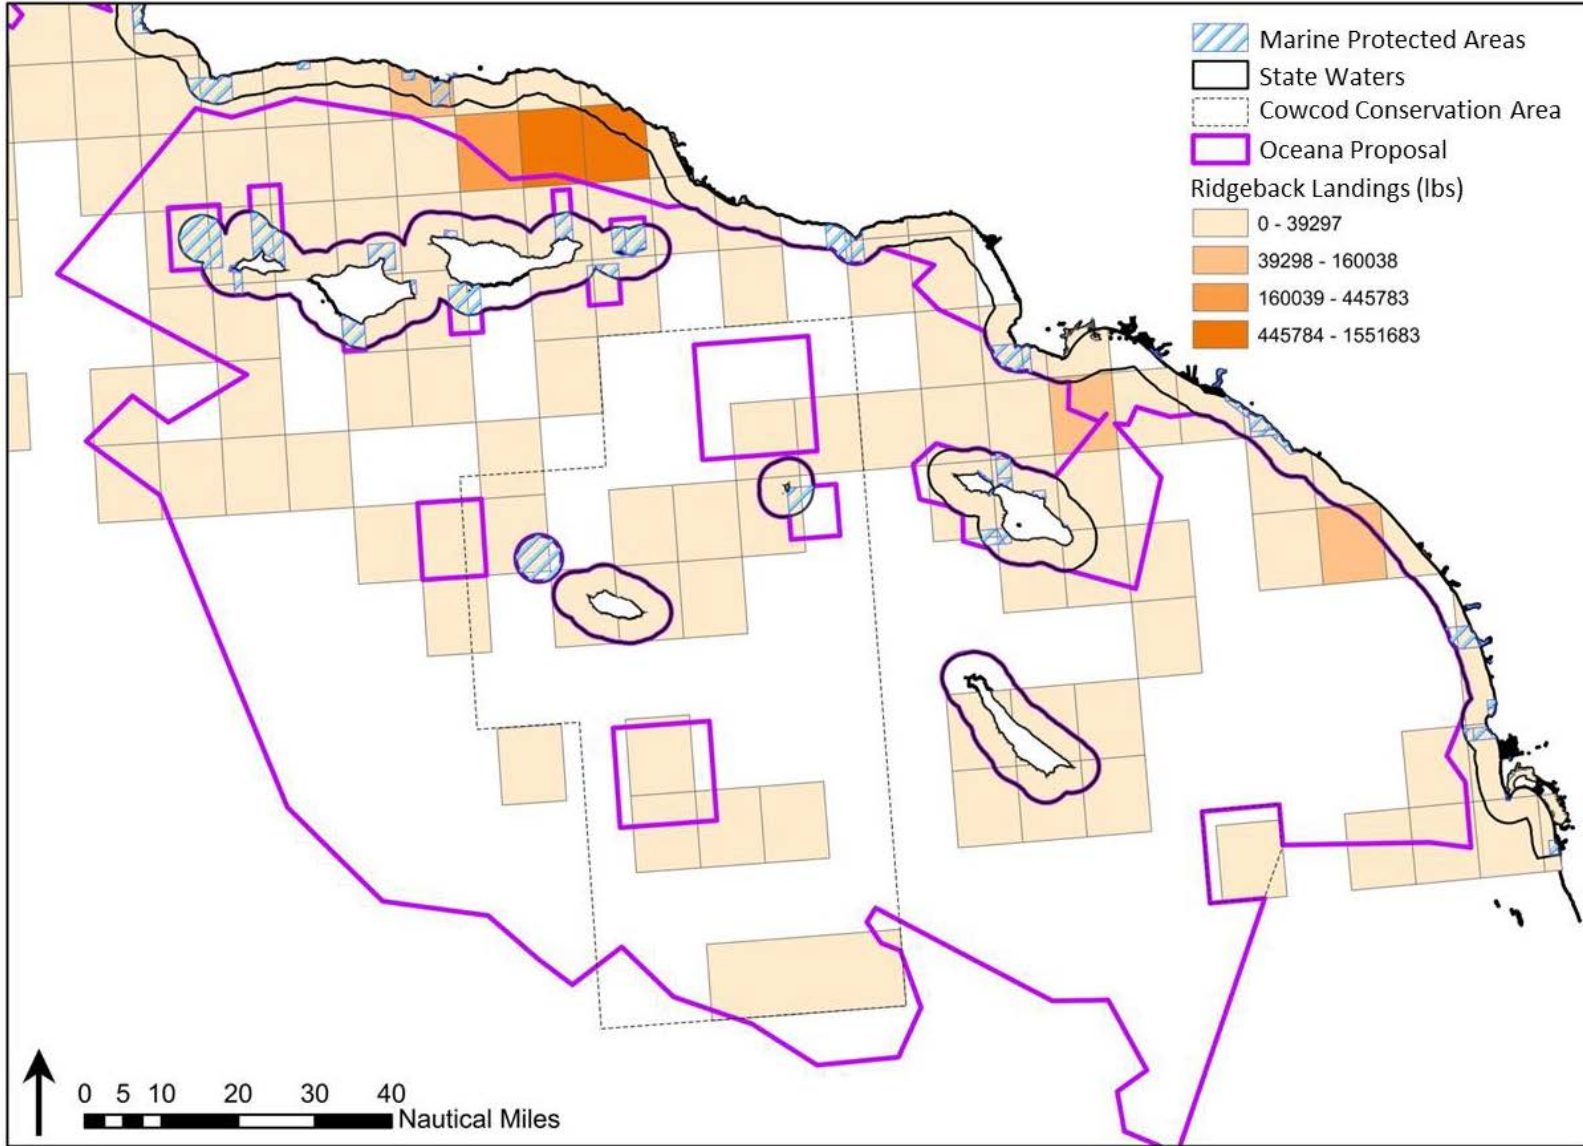 Marine Protected Areas
State Waters
Cowcod Conservation Area
Oceana Proposal
Ridgeback Landings (lbs)
0 - 39297
39298 - 160038
160039 - 445783
445784 - 1551683
0 5 10 20 30 40
Nautical Miles